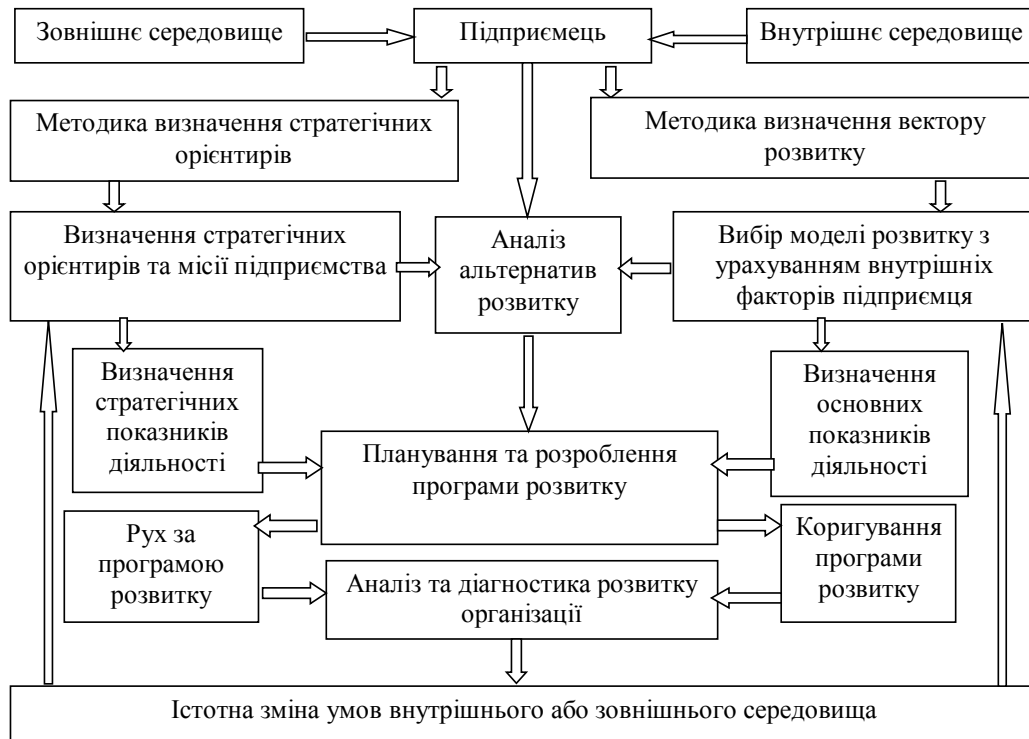 Зовнішнє середовище
Підприємець
Внутрішнє середовище
Методика визначення стратегічних
орієнтирів
Методика визначення вектору
розвитку
Визначення стратегічних
орієнтирів та місії підприємства
Аналіз
альтернатив
розвитку
Вибір моделі розвитку з
урахуванням внутрішніх
факторів підприємця
Визначення
стратегічних
показників
діяльності
Планування та розроблення
програми розвитку
Визначення
основних
показників
діяльності
Рух за
програмою
розвитку
Аналіз та діагностика розвитку
організації
Коригування
програми
розвитку
Істотна зміна умов внутрішнього або зовнішнього середовища